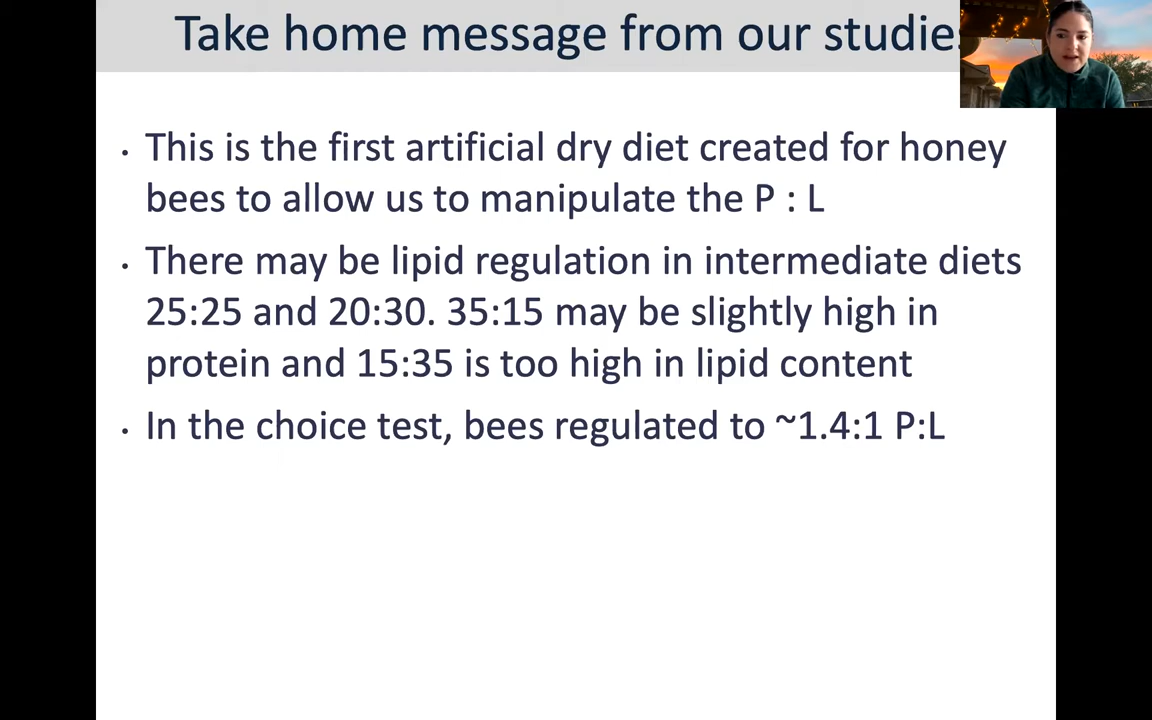 Take home message from our studies
• This is the first artificial dry diet created for honey
bees to allow us to manipulate the P : L
• There may be lipid regulation in intermediate diets
25:25 and 20:30. 35:15 may be slightly high in
protein and 15:35 is too high in lipid content
• In the choice test, bees regulated to ~1.4:1 P:L